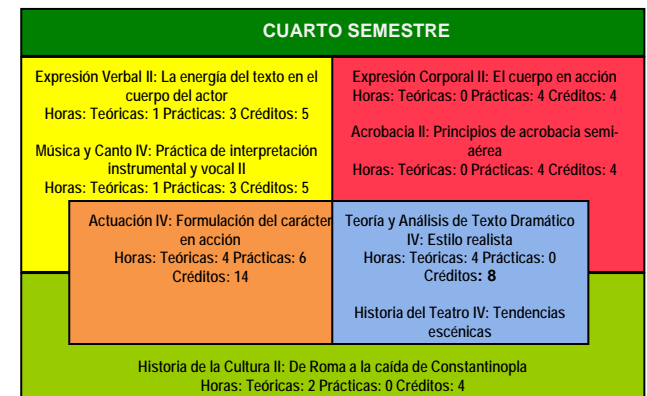 CUARTO SEMESTRE
Expresión Verbal II: La energía del texto en el
cuerpo del actor
Horas: Teóricas: 1 Prácticas: 3 Créditos: 5
Música y Canto IV: Práctica de interpretación
instrumental y vocal II
Horas: Teóricas: 1 Prácticas: 3 Créditos: 5
Expresión Corporal II: El cuerpo en acción
Horas: Teóricas: 0 Prácticas: 4 Créditos: 4
Acrobacia II: Principios de acrobacia semi-
aérea
Horas: Teóricas: 0 Prácticas: 4 Créditos: 4
Actuación IV: Formulación del carácter
en acción
Horas: Teóricas: 4 Prácticas: 6
Créditos: 14
Teoría y Análisis de Texto Dramático
IV: Estilo realista
Horas: Teóricas: 4 Prácticas: 0
Créditos: 8
Historia del Teatro IV: Tendencias
escénicas
Historia de la Cultura II: De Roma a la caída de Constantinopla
Horas: Teóricas: 2 Prácticas: 0 Créditos: 4